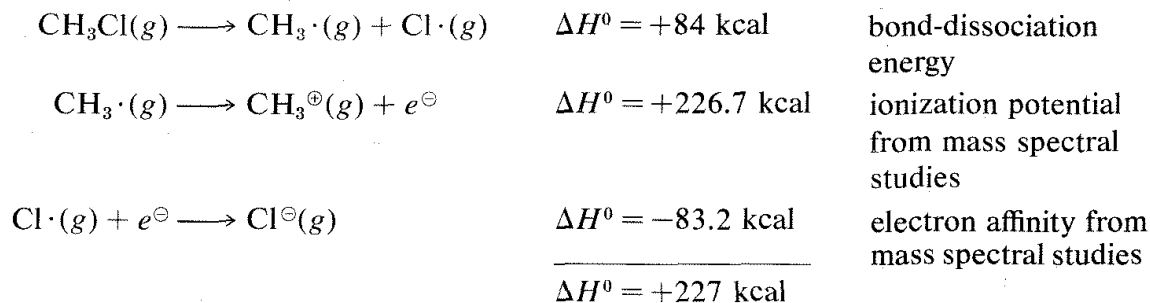 CH₃Cl(g) ⟶ CH₃·(g) + Cl·(g) ΔH⁰ = +84 kcal bond-dissociation
energy
CH₃·(g) ⟶ CH₃⊕(g) + e⊖ ΔH⁰ = +226.7 kcal ionization potential
from mass spectral
studies
Cl·(g) + e⊖ ⟶ Cl⊖(g) ΔH⁰ = −83.2 kcal electron affinity from
mass spectral studies
ΔH⁰ = +227 kcal